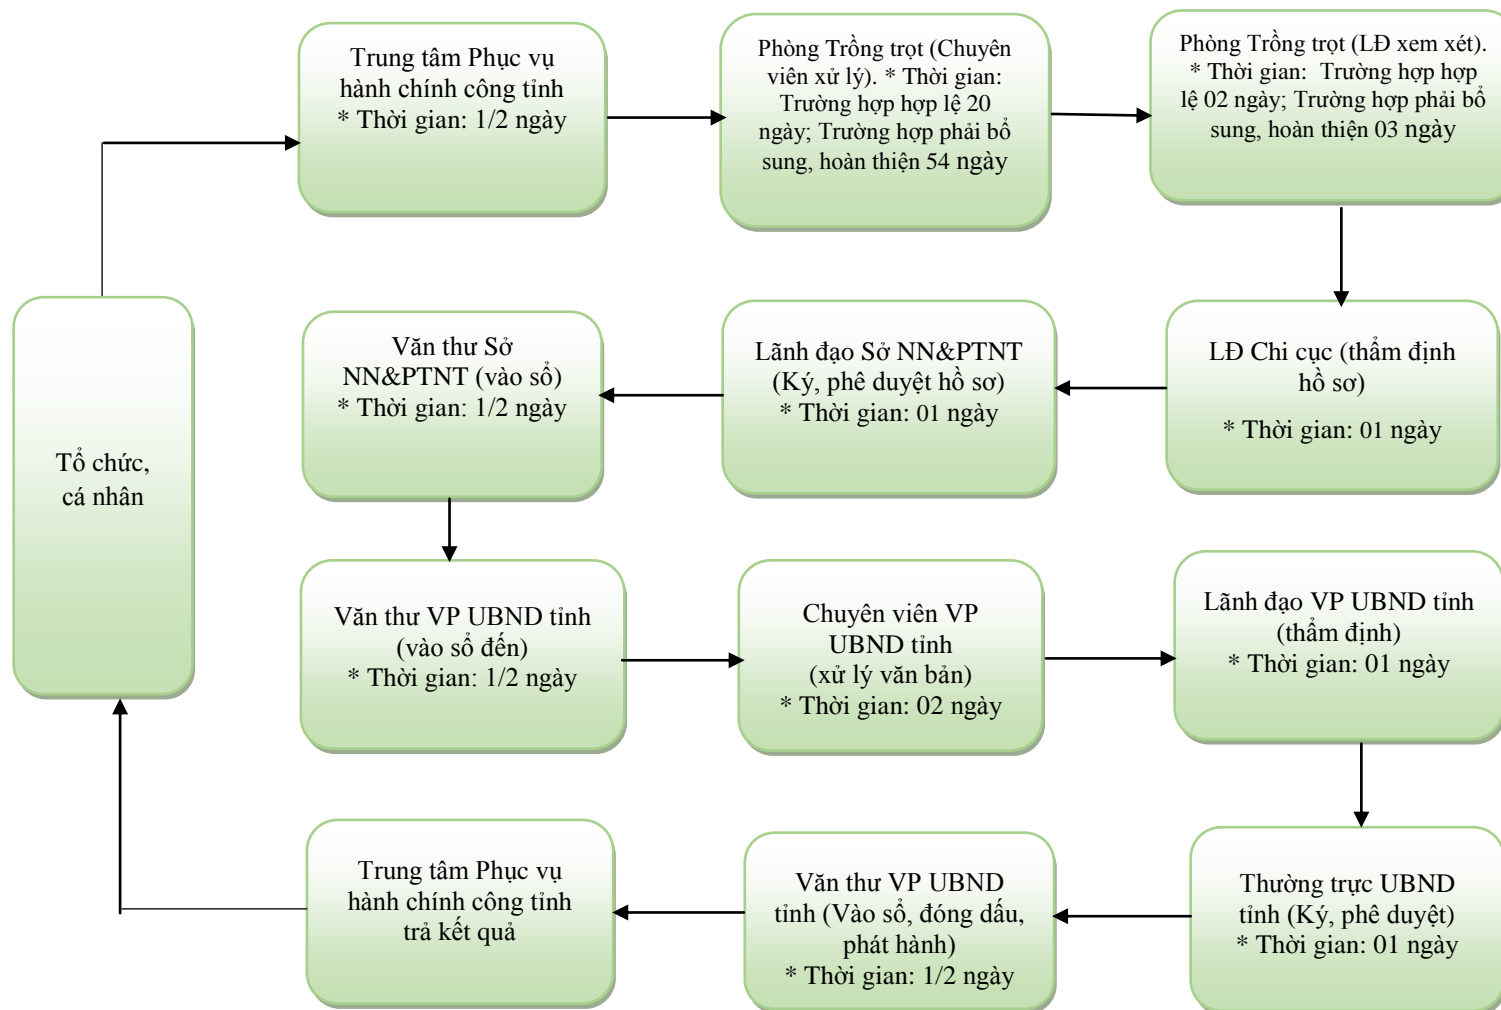 Trung tâm Phục vụ
hành chính công tỉnh
* Thời gian: 1/2 ngày
Phòng Trồng trọt (Chuyên
viên xử lý). * Thời gian:
Trường hợp hợp lệ 20
ngày; Trường hợp phải bổ
sung, hoàn thiện 54 ngày
Phòng Trồng trọt (LĐ xem xét).
* Thời gian: Trường hợp hợp
lệ 02 ngày; Trường hợp phải bổ
sung, hoàn thiện 03 ngày
LĐ Chi cục (thẩm định
hồ sơ)
* Thời gian: 01 ngày
Lãnh đạo Sở NN&PTNT
(Ký, phê duyệt hồ sơ)
* Thời gian: 01 ngày
Văn thư Sở
NN&PTNT (vào sổ)
* Thời gian: 1/2 ngày
Tổ chức,
cá nhân
Văn thư VP UBND tỉnh
(vào sổ đến)
* Thời gian: 1/2 ngày
Chuyên viên VP
UBND tỉnh
(xử lý văn bản)
* Thời gian: 02 ngày
Lãnh đạo VP UBND tỉnh
(thẩm định)
* Thời gian: 01 ngày
Thường trực UBND
tỉnh (Ký, phê duyệt)
* Thời gian: 01 ngày
Văn thư VP UBND
tỉnh (Vào sổ, đóng dấu,
phát hành)
* Thời gian: 1/2 ngày
Trung tâm Phục vụ
hành chính công tỉnh
trả kết quả